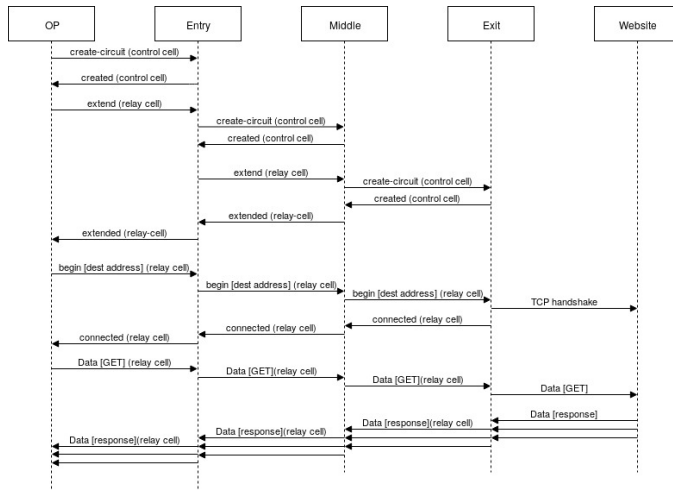 OP
Entry
Middle
Exit
Website
create-circuit (control cell)
created (control cell)
extend (relay cell)
create-circuit (control cell)
created (control cell)
extend (relay cell)
create-circuit (control cell)
created (control cell)
extended (relay-cell)
extended (relay-cell)
begin [dest address] (relay cell)
begin [dest address] (relay cell)
begin [dest address] (relay cell)
TCP handshake
connected (relay cell)
connected (relay cell)
connected (relay cell)
Data [GET] (relay cell)
Data [GET](relay cell)
Data [GET](relay cell)
Data [GET]
Data [response]
Data [response](relay cell)
Data [response](relay cell)
Data [response](relay cell)